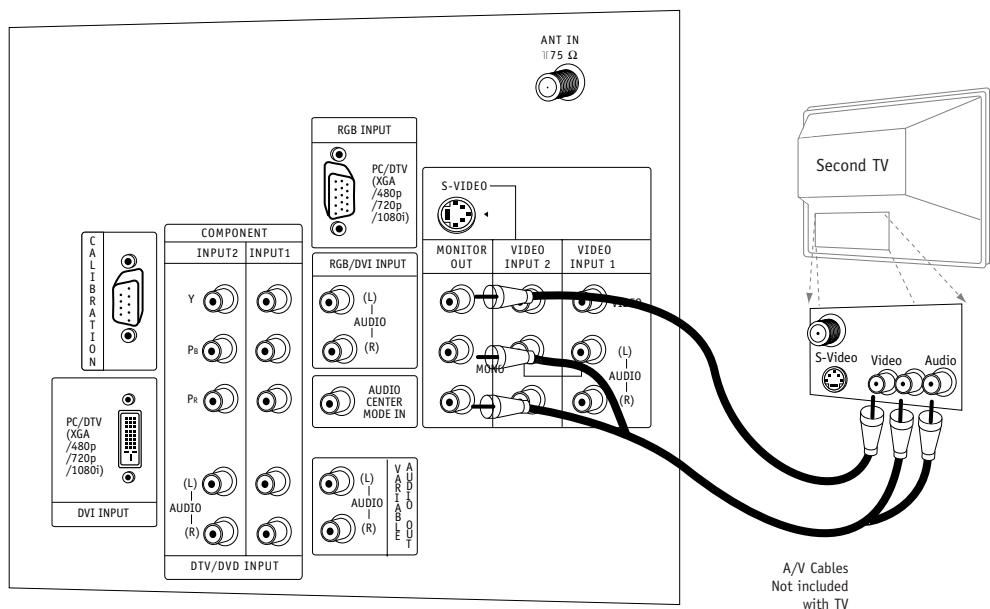 ANT IN
75 Ω
RGB INPUT
PC/DTV
(XGA
/480p
/720p
/1080i)
S-VIDEO
MONITOR
OUT
VIDEO
INPUT 2
VIDEO
INPUT 1
VIDEO
MONO
(L)
AUDIO
(R)
CALIBRATION
COMPONENT
INPUT2
INPUT1
Y
PB
PR
(L)
AUDIO
(R)
DTV/DVD INPUT
RGB/DVI INPUT
(L)
AUDIO
(R)
AUDIO
CENTER
MODE IN
(L)
AUDIO
(R)
VARIABLE
AUDIO OUT
PC/DTV
(XGA
/480p
/720p
/1080i)
DVI INPUT
Second TV
S-Video
Video
Audio
A/V Cables
Not included
with TV